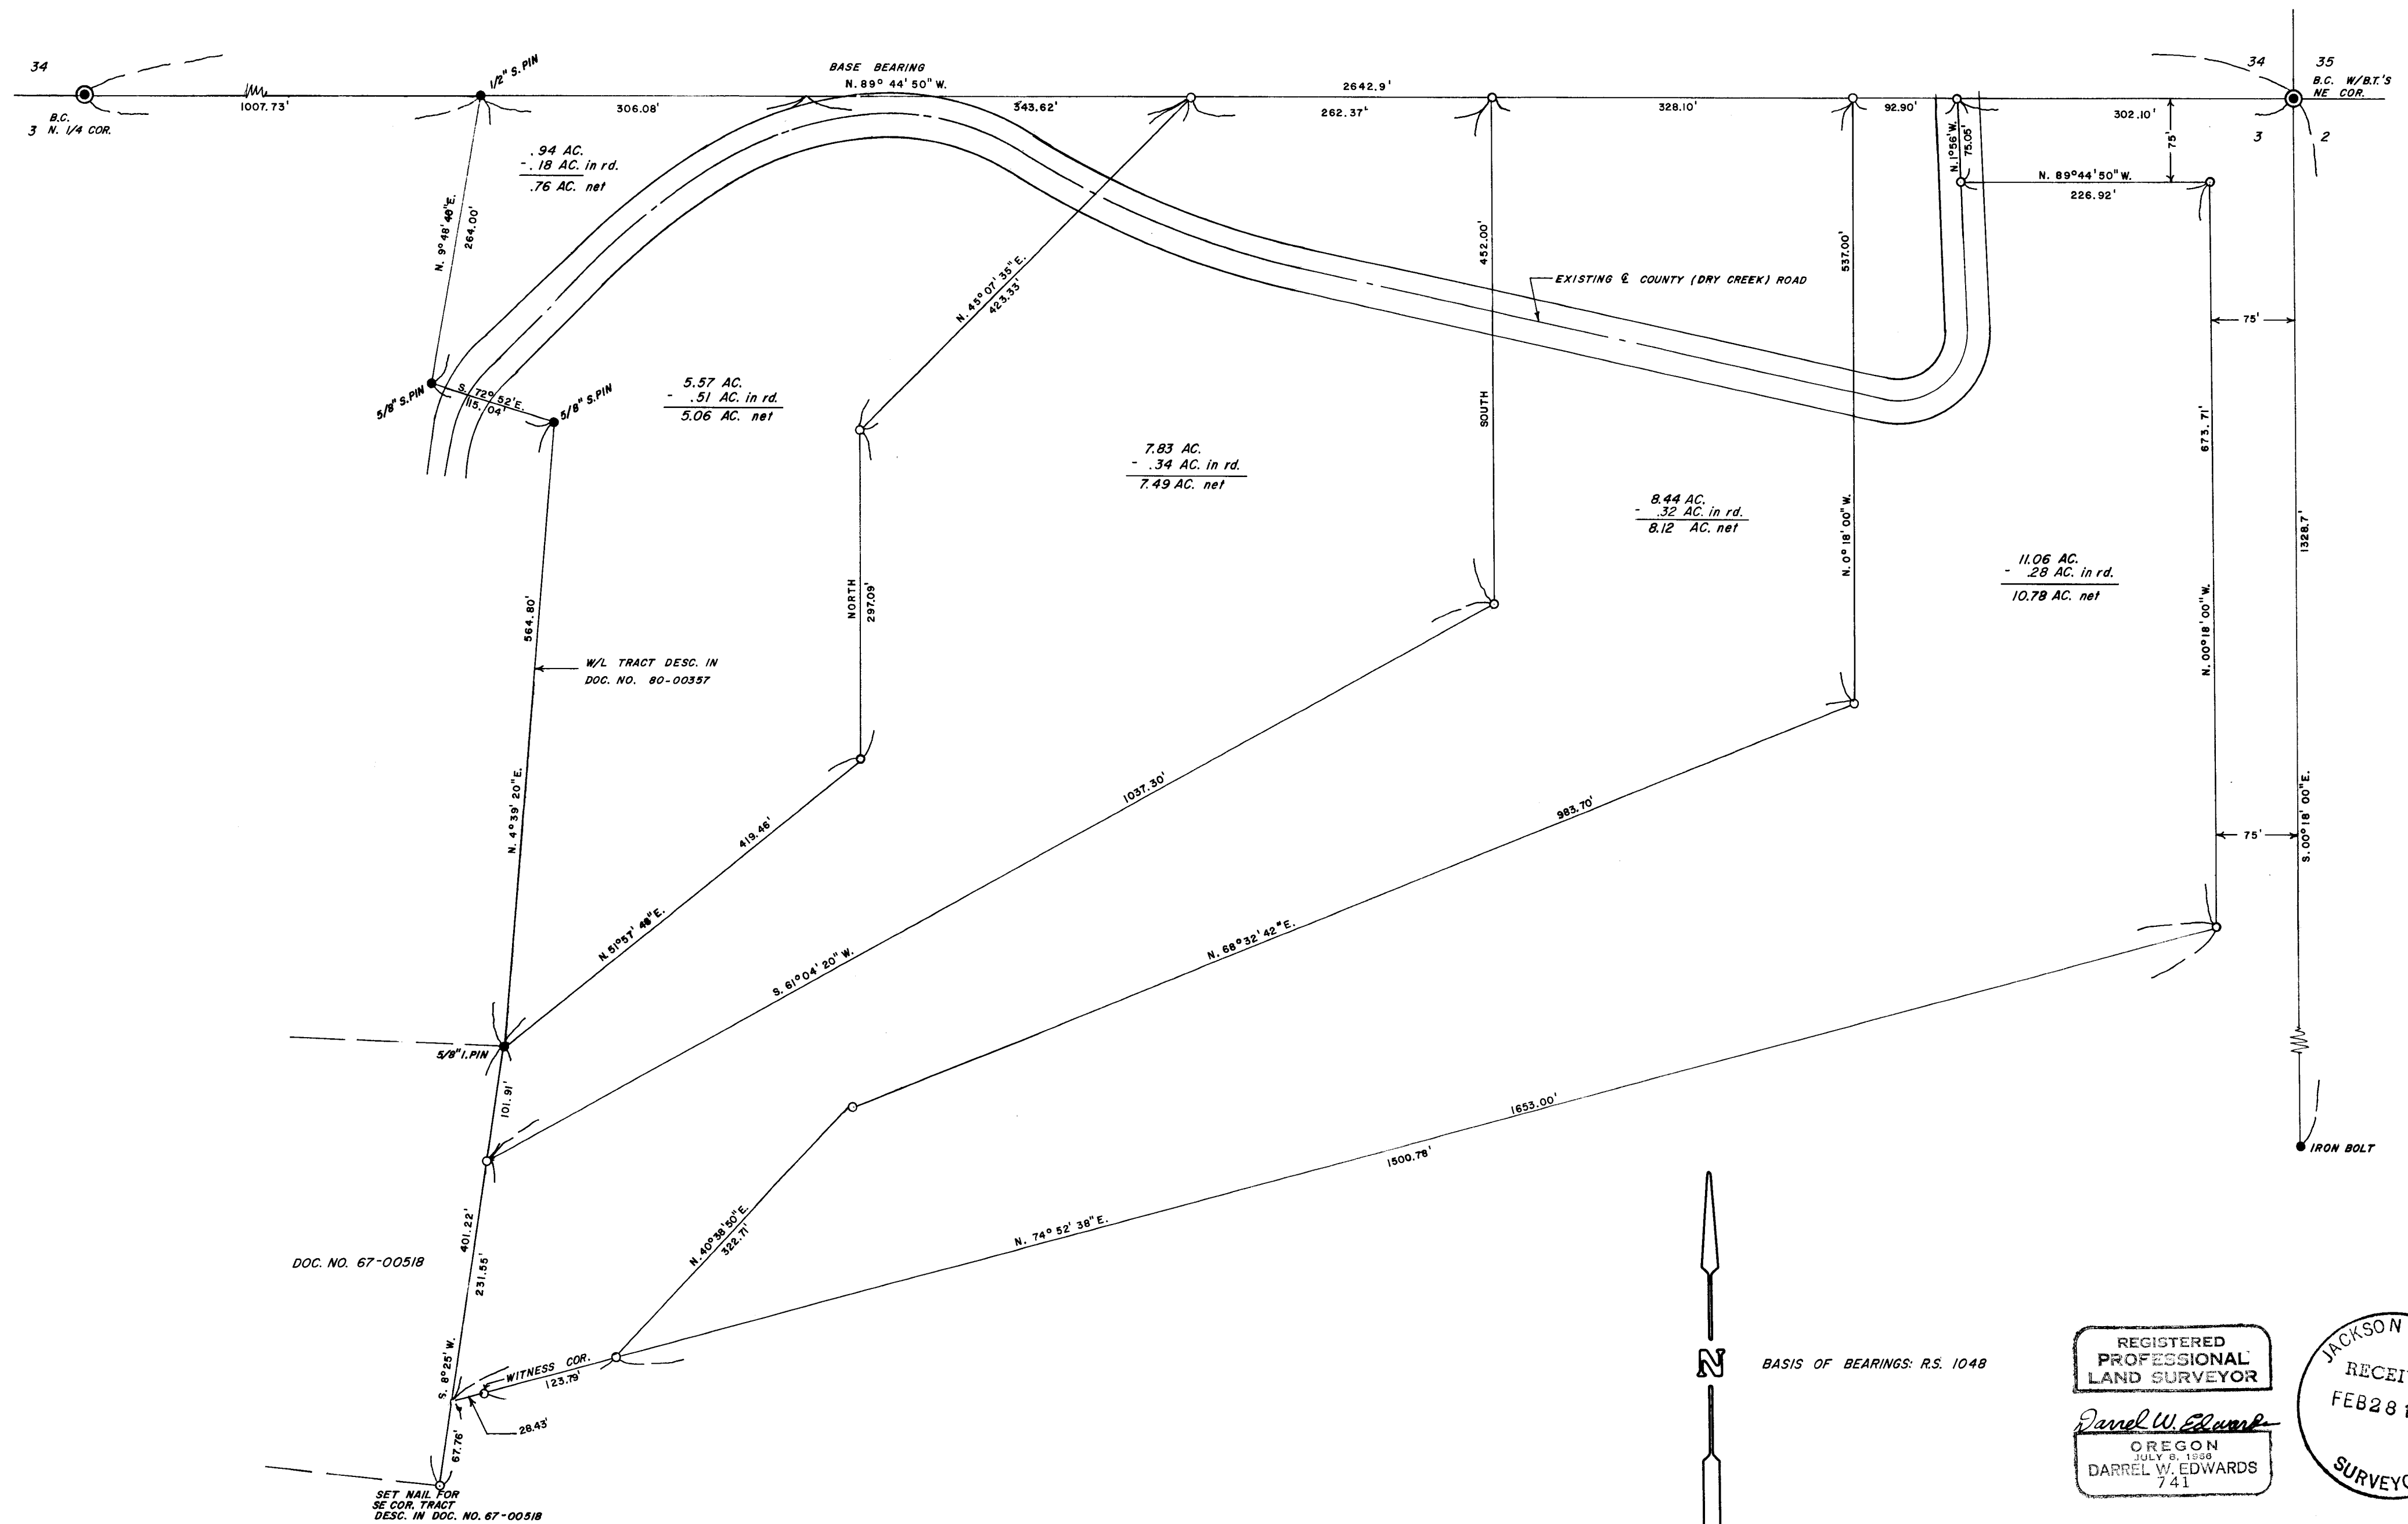 34
B.C.
3 N. 1/4 COR.
1007.73'
1/2" S. PIN
306.08'
BASE BEARING
N. 89° 44' 50" W.
343.62'
2642.9'
262.37'
328.10'
92.90'
302.10'
34
35
B.C. W/B.T.'S
NE COR.
3
2
.94 AC.
- .18 AC. in rd.
.76 AC. net
N. 9° 48' 40" E.
264.00'
N. 1° 56' W.
75.05'
75'
N. 89° 44' 50" W.
226.92'
N. 45° 07' 35" E.
423.33'
452.00'
SOUTH
EXISTING ℄ COUNTY (DRY CREEK) ROAD
537.00'
N. 0° 18' 00" W.
75'
5/8" S. PIN
S. 72° 52' E.
115.04'
5/8" S. PIN
5.57 AC.
- .51 AC. in rd.
5.06 AC. net
7.83 AC.
- .34 AC. in rd.
7.49 AC. net
8.44 AC.
- .32 AC. in rd.
8.12 AC. net
11.06 AC.
- .28 AC. in rd.
10.78 AC. net
673.71'
N. 00° 18' 00" W.
1328.7'
S. 00° 18' 00" E.
75'
564.80'
N. 4° 39' 20" E.
NORTH
297.09'
W/L TRACT DESC. IN
DOC. NO. 80-00357
419.46'
N. 51° 57' 48" E.
1037.30'
S. 61° 04' 20" W.
983.70'
N. 68° 32' 42" E.
5/8" I. PIN
101.91'
1653.00'
1500.78'
N. 74° 52' 38" E.
IRON BOLT
401.22'
231.55'
S. 8° 25' W.
DOC. NO. 67-00518
N. 40° 38' 50" E.
322.71'
WITNESS COR.
123.79'
28.43'
67.76'
SET NAIL FOR
SE COR. TRACT
DESC. IN DOC. NO. 67-00518
N
BASIS OF BEARINGS: R.S. 1048
REGISTERED
PROFESSIONAL
LAND SURVEYOR
Darrel W. Edwards
OREGON
JULY 8, 1966
DARREL W. EDWARDS
741
JACKSON
RECEI
FEB 28 1
SURVEYO